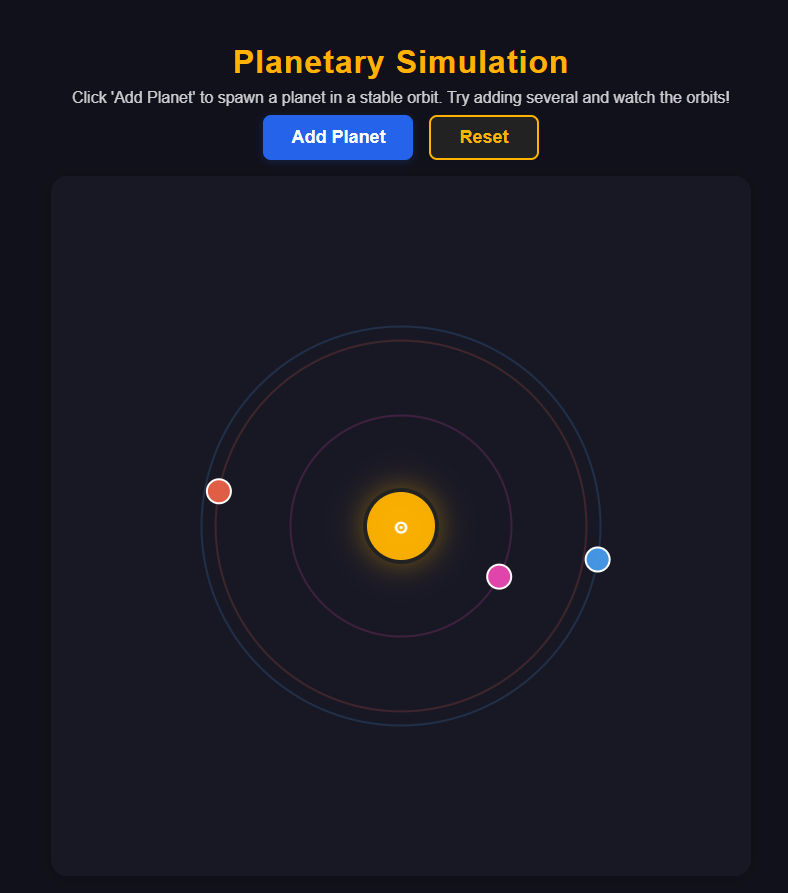 Planetary Simulation
Click 'Add Planet' to spawn a planet in a stable orbit. Try adding several and watch the orbits!
Add Planet
Reset